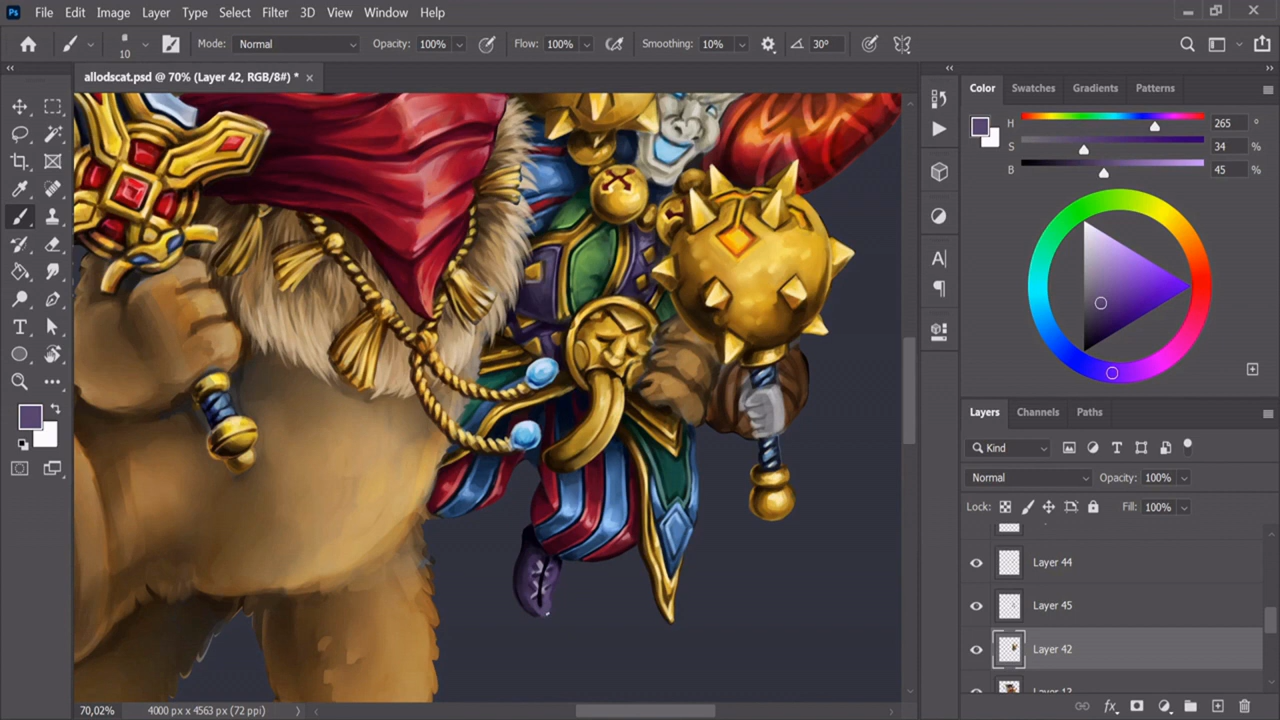 Ps File Edit Image Layer Type Select Filter 3D View Window Help
10 Mode: Normal Opacity: 100% Flow: 100% Smoothing: 10% 30°
allodscat.psd @ 70% (Layer 42, RGB/8#) *
Color Swatches Gradients Patterns
H 265 °
S 34 %
B 45 %
Layers Channels Paths
Kind
Normal Opacity: 100%
Lock: Fill: 100%
Layer 44
Layer 45
Layer 42
Layer 13
70,02% 4000 px x 4563 px (72 ppi)